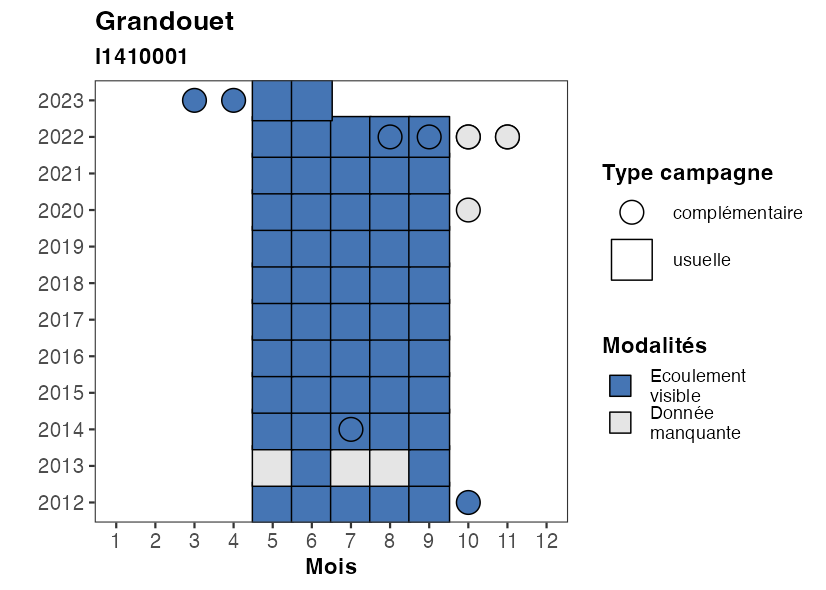 Grandouet
I1410001
2023
2022
2021
2020
2019
2018
2017
2016
2015
2014
2013
2012
1 2 3 4 5 6 7 8 9 10 11 12
Mois
Type campagne
complémentaire
usuelle
Modalités
Ecoulement
visible
Donnée
manquante